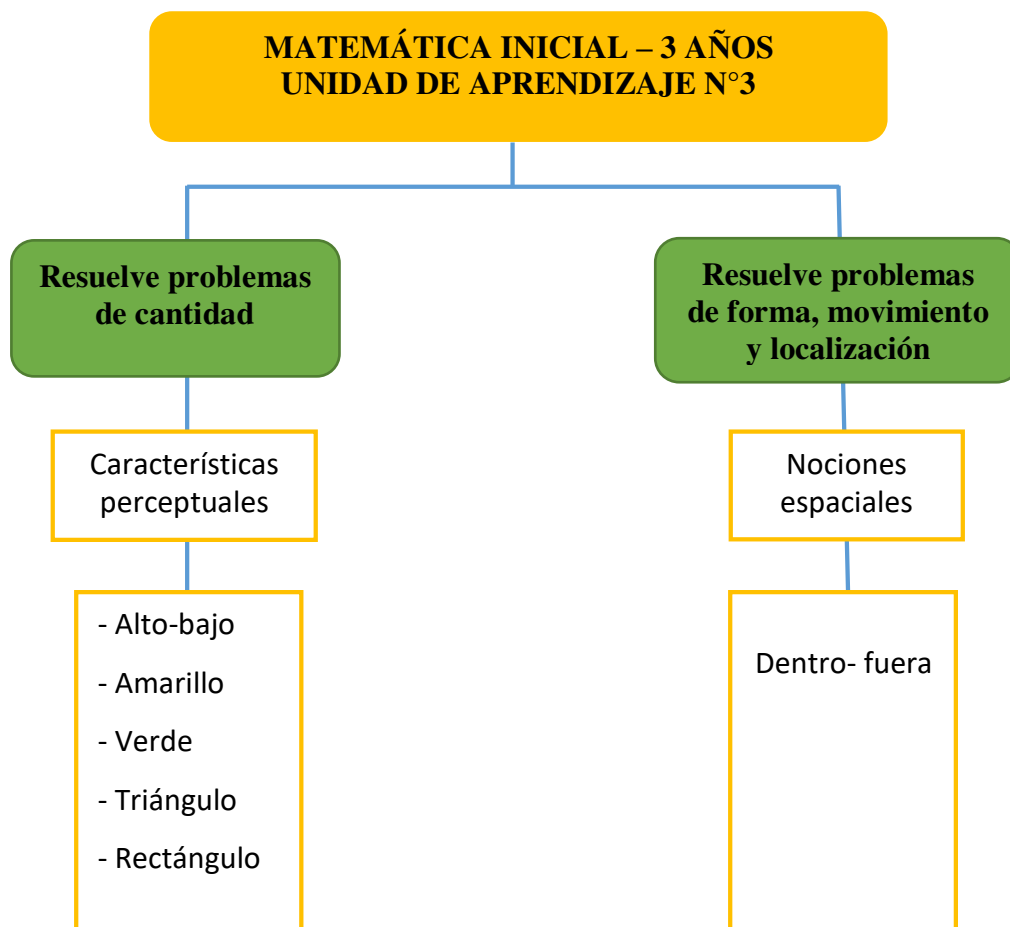 MATEMÁTICA INICIAL – 3 AÑOS
UNIDAD DE APRENDIZAJE N°3
Resuelve problemas
de cantidad
Resuelve problemas
de forma, movimiento
y localización
Características
perceptuales
Nociones
espaciales
- Alto-bajo
- Amarillo
- Verde
- Triángulo
- Rectángulo
Dentro- fuera